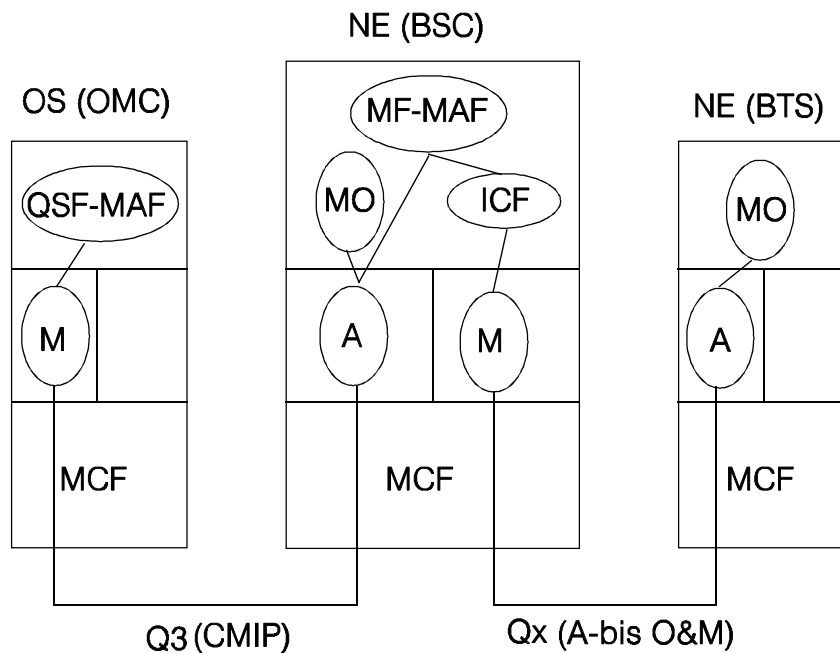 NE (BSC)
OS (OMC)
NE (BTS)
MF-MAF
QSF-MAF
MO
ICF
MO
M
A
M
A
MCF
MCF
MCF
Q3 (CMIP)
Qx (A-bis O&M)